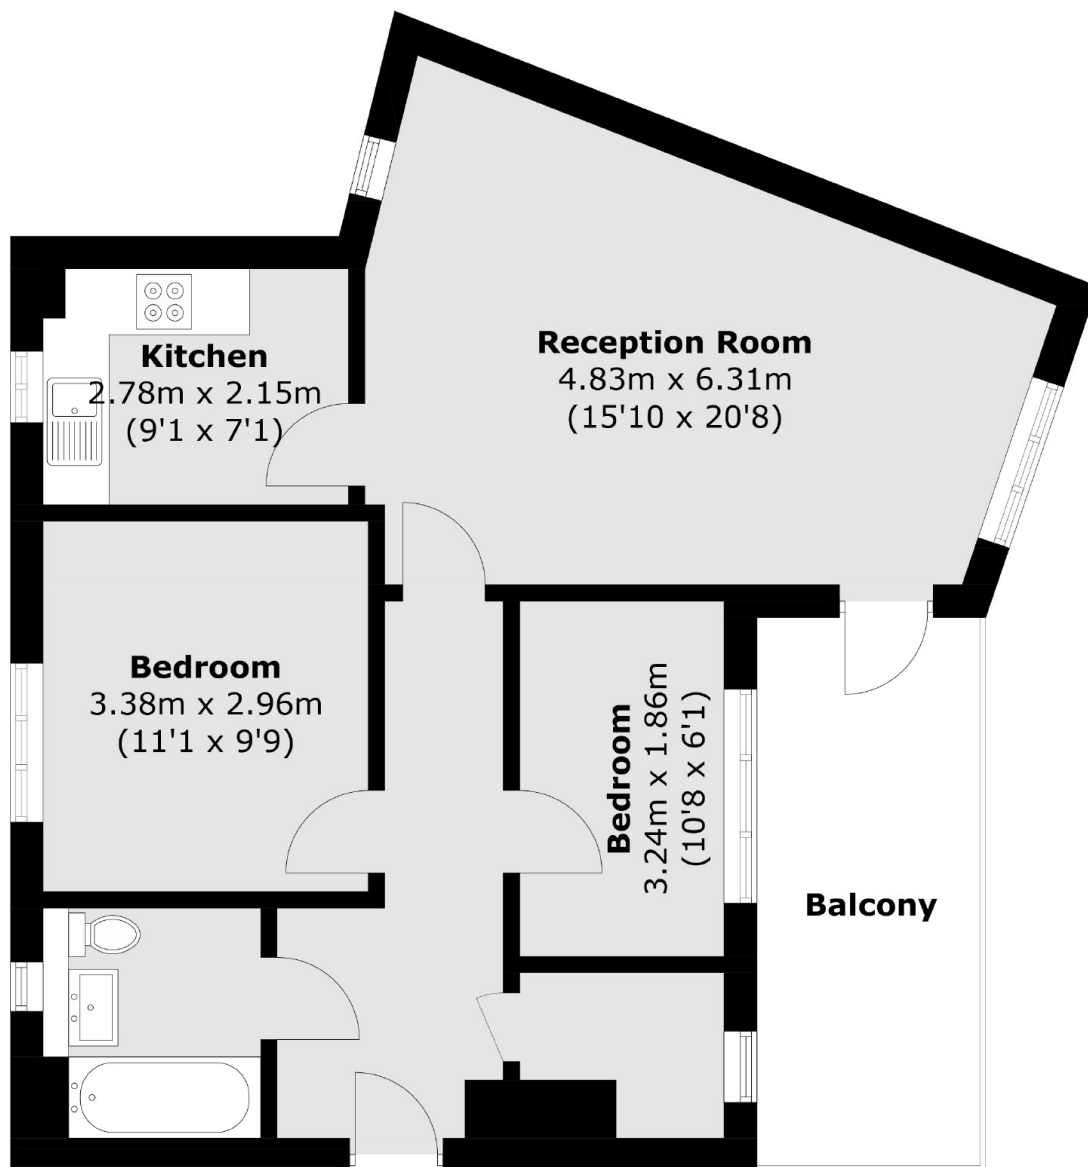 Reception Room
4.83m x 6.31m
(15'10 x 20'8)
Kitchen
2.78m x 2.15m
(9'1 x 7'1)
Bedroom
3.38m x 2.96m
(11'1 x 9'9)
Bedroom
3.24m x 1.86m
(10'8 x 6'1)
Balcony